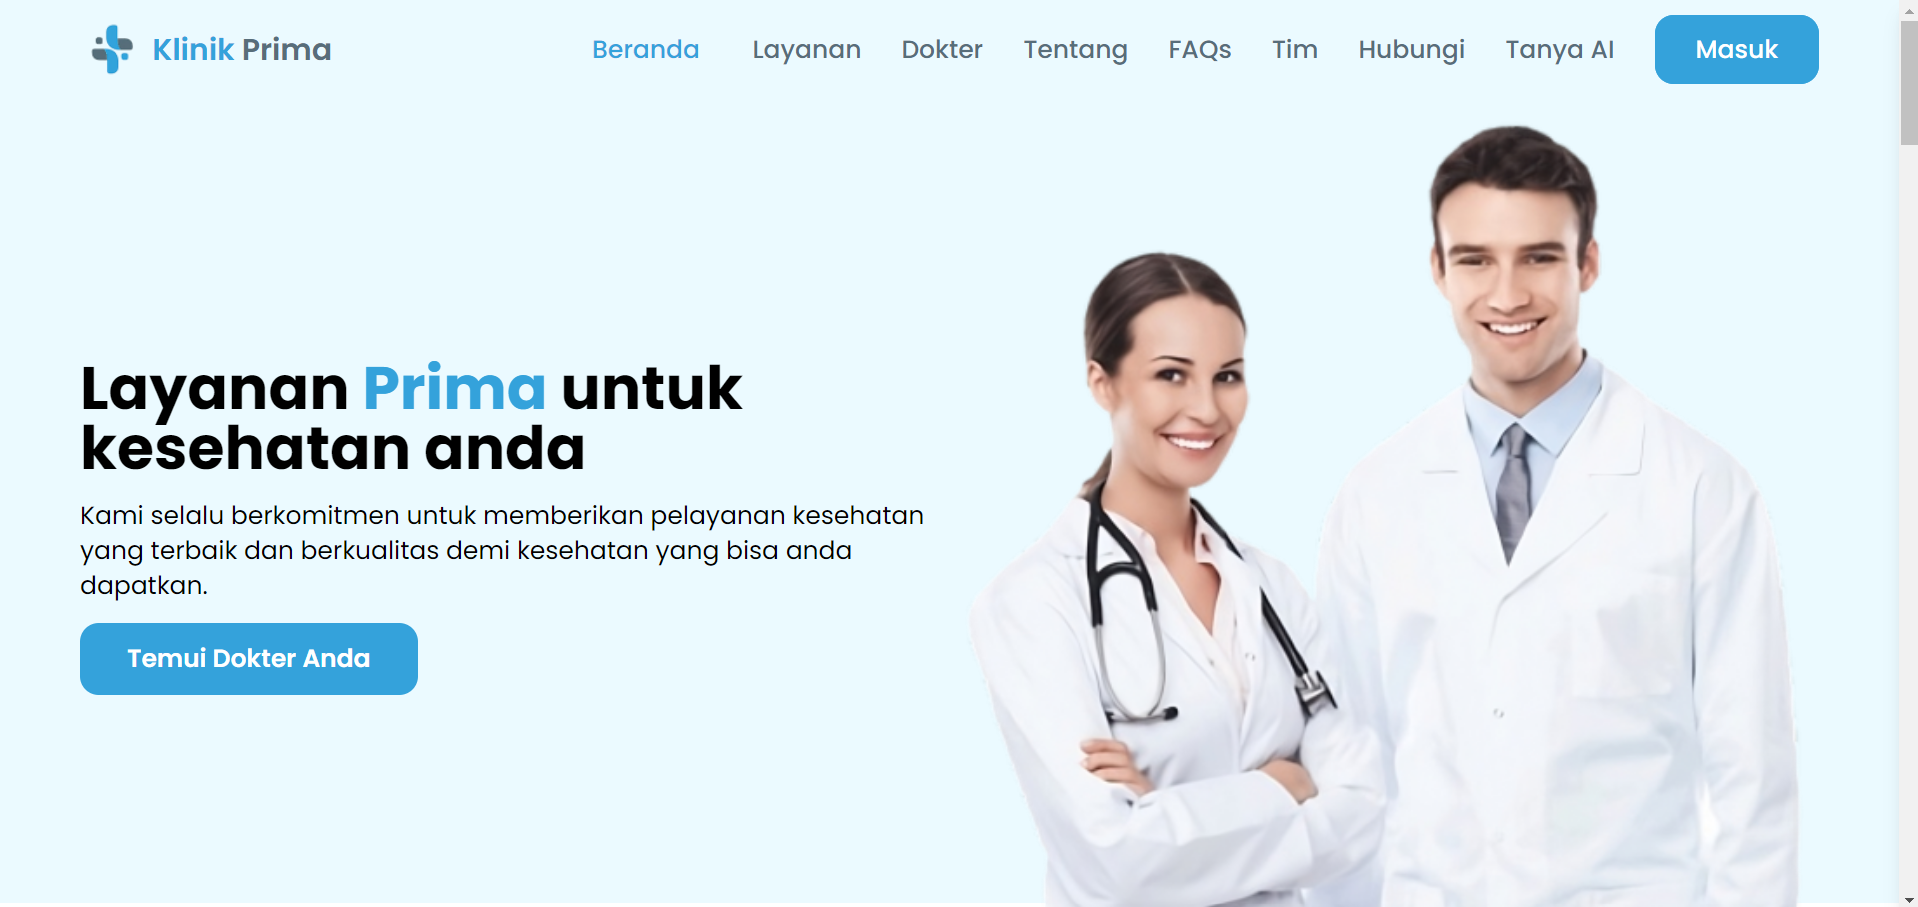 Klinik Prima
Beranda Layanan Dokter Tentang FAQs Tim Hubungi Tanya AI Masuk
Layanan Prima untuk
kesehatan anda
Kami selalu berkomitmen untuk memberikan pelayanan kesehatan
yang terbaik dan berkualitas demi kesehatan yang bisa anda
dapatkan.
Temui Dokter Anda